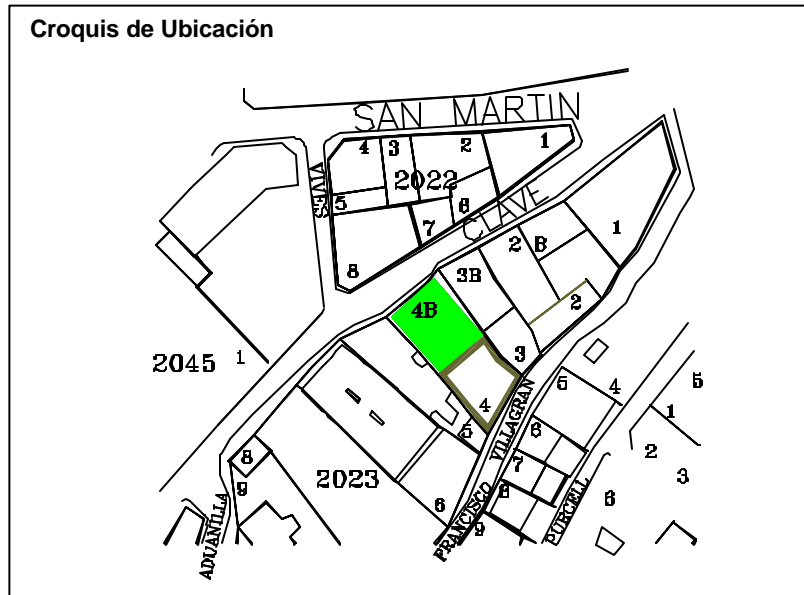 Croquis de Ubicación
SAN MARTIN
4 3 2 1
2022
SEAIV
5 6
7
CLAVE
8
1
2 B
3B
2
4B
3
2045 1
4
5 4 5
1
5
VILLAGRAN
6
2
8
2023
7
3
9
6
8
6
FRANCISCO
9
PURCELL
ADUANILLA